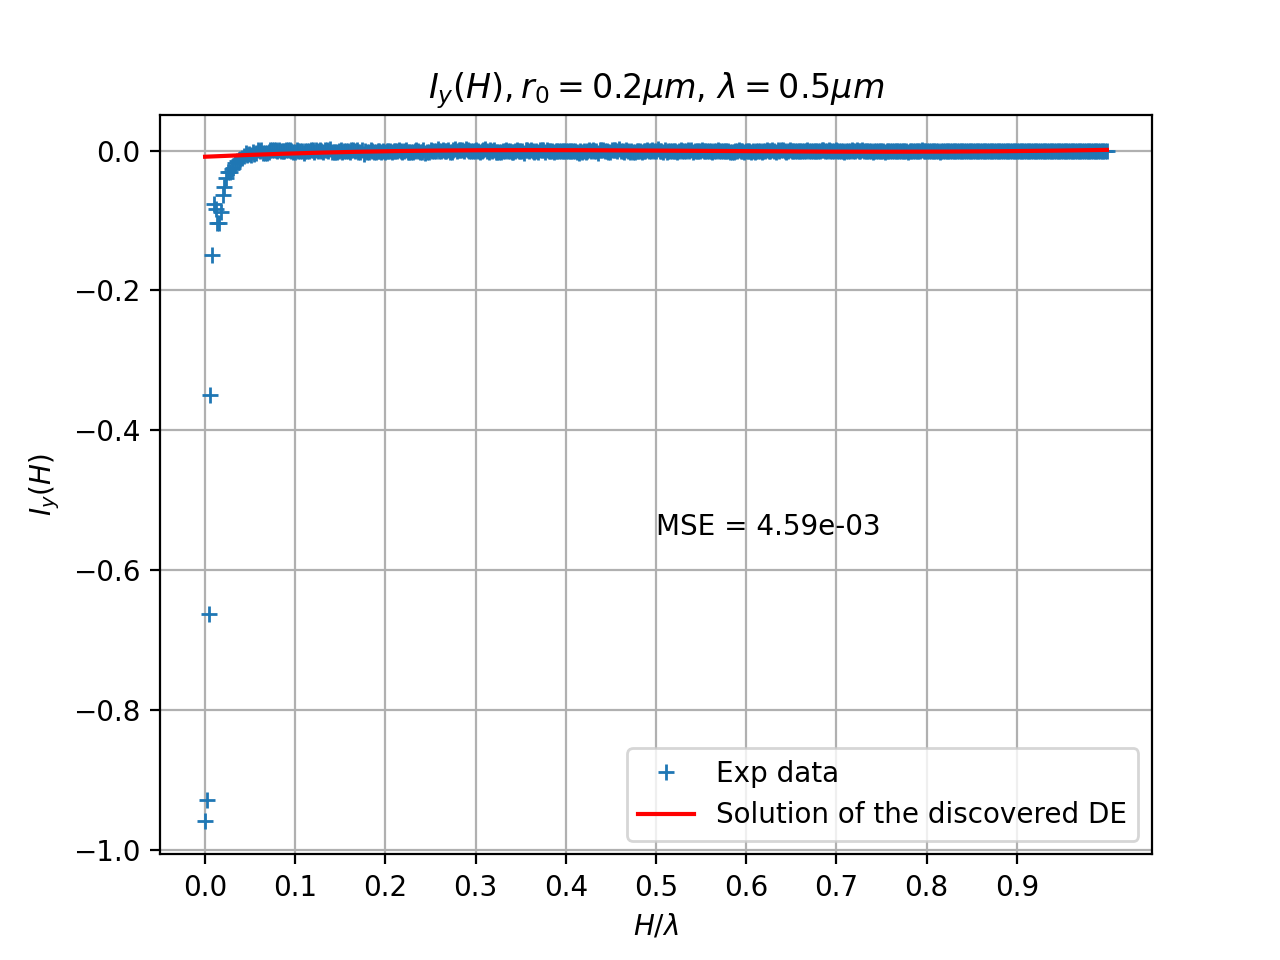 I_y(H), r_0 = 0.2μm, λ = 0.5μm
0.0
−0.2
−0.4
−0.6
−0.8
−1.0
I_y(H)
MSE = 4.59e-03
Exp data
Solution of the discovered DE
0.0 0.1 0.2 0.3 0.4 0.5 0.6 0.7 0.8 0.9
H/λ